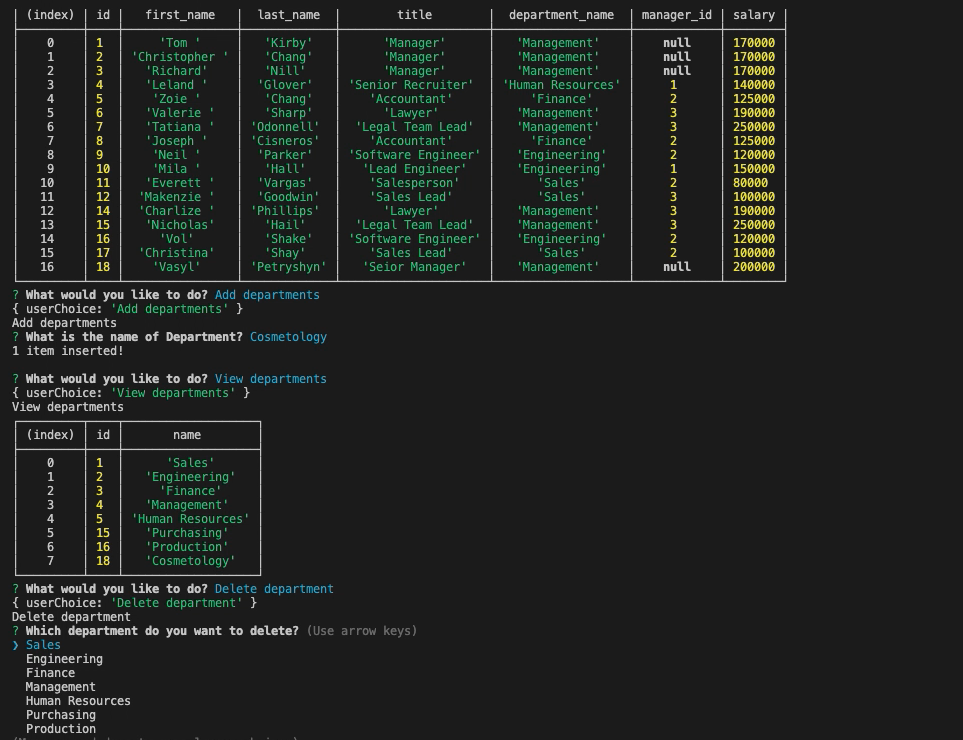 (index) id first_name last_name title department_name manager_id salary
0 1 'Tom ' 'Kirby' 'Manager' 'Management' null 170000
1 2 'Christopher ' 'Chang' 'Manager' 'Management' null 170000
2 3 'Richard' 'Nill' 'Manager' 'Management' null 170000
3 4 'Leland ' 'Glover' 'Senior Recruiter' 'Human Resources' 1 140000
4 5 'Zoie ' 'Chang' 'Accountant' 'Finance' 2 125000
5 6 'Valerie ' 'Sharp 'Lawyer' 'Management' 3 190000
6 7 'Tatiana ' 'Odonnell' 'Legal Team Lead' 'Management' 3 250000
7 8 'Joseph ' 'Cisneros' 'Accountant' 'Finance' 2 125000
8 9 'Neil ' 'Parker' 'Software Engineer' 'Engineering' 2 120000
9 10 'Mila ' 'Hall' 'Lead Engineer' 'Engineering' 1 150000
10 11 'Everett ' 'Vargas' 'Salesperson' 'Sales' 2 80000
11 12 'Makenzie ' 'Goodwin' 'Sales Lead' 'Sales' 3 100000
12 14 'Charlize ' 'Phillips' 'Lawyer' 'Management' 3 190000
13 15 'Nicholas 'Hail' 'Legal Team Lead' 'Management' 3 250000
14 16 'Vol' 'Shake' 'Software Engineer' 'Engineering' 2 120000
15 17 'Christina' 'Shay' 'Sales Lead' 'Sales' 2 100000
16 18 'Vasyl' 'Petryshyn' 'Seior Manager' 'Management' null 200000
? What would you like to do? Add departments
{ userChoice: 'Add departments' }
Add departments
? What is the name of Department? Cosmetology
1 item inserted!
? What would you like to do? View departments
{ userChoice: 'View departments' }
View departments
(index) id name
0 1 'Sales'
1 2 'Engineering'
2 3 'Finance'
3 4 'Management'
4 5 'Human Resources'
5 15 'Purchasing'
6 16 'Production'
7 18 'Cosmetology'
? What would you like to do? Delete department
{ userChoice: 'Delete department' }
Delete department
? Which department do you want to delete? (Use arrow keys)
❯ Sales
Engineering
Finance
Management
Human Resources
Purchasing
Production